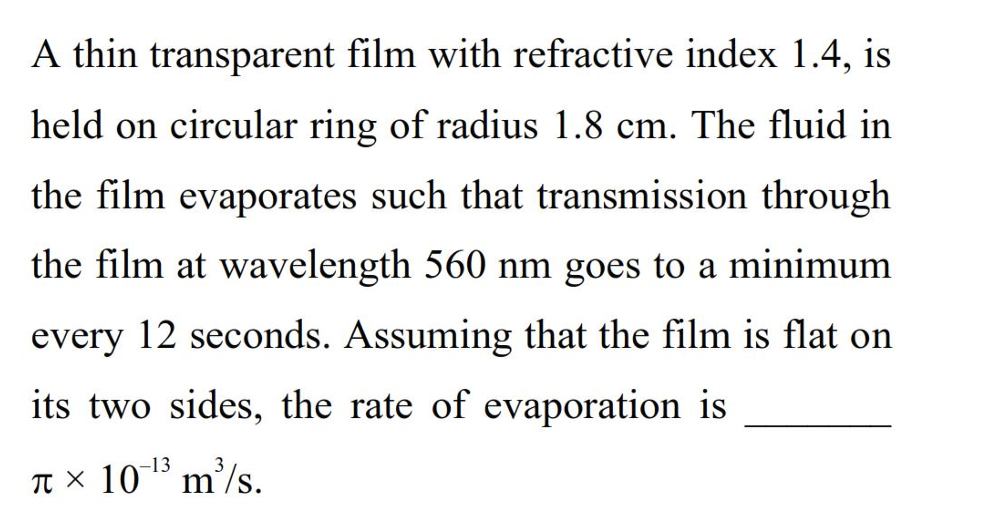 A thin transparent film with refractive index 1.4, is
held on circular ring of radius 1.8 cm. The fluid in
the film evaporates such that transmission through
the film at wavelength 560 nm goes to a minimum
every 12 seconds. Assuming that the film is flat on
its two sides, the rate of evaporation is _______
π × 10⁻¹³ m³/s.